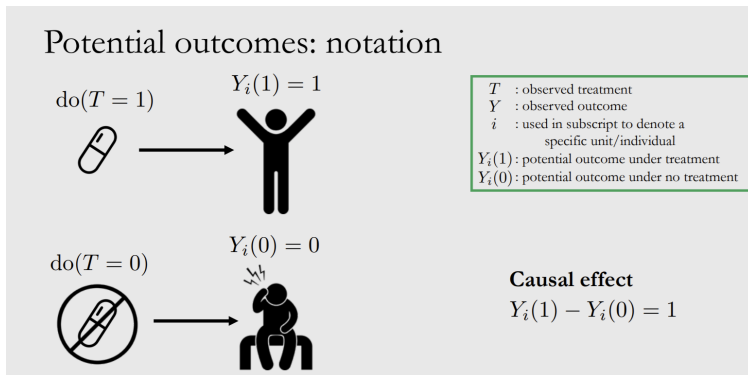 Potential outcomes: notation
do(T = 1)
Y_i(1) = 1
do(T = 0)
Y_i(0) = 0
T : observed treatment
Y : observed outcome
i : used in subscript to denote a
specific unit/individual
Y_i(1) : potential outcome under treatment
Y_i(0) : potential outcome under no treatment
Causal effect
Y_i(1) − Y_i(0) = 1